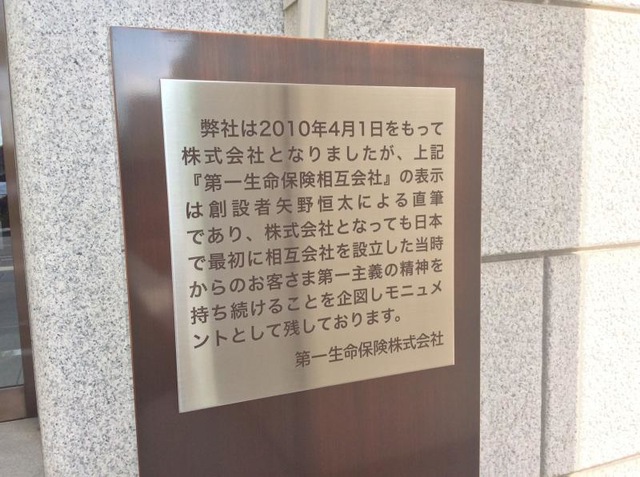 弊社は2010年4月1日をもって
株式会社となりましたが、上記
『第一生命保険相互会社』の表示
は創設者矢野恒太による直筆
であり、株式会社となっても日本
で最初に相互会社を設立した当時
からのお客さま第一主義の精神を
持ち続けることを企図しモニュメ
ントとして残しております。
第一生命保険株式会社